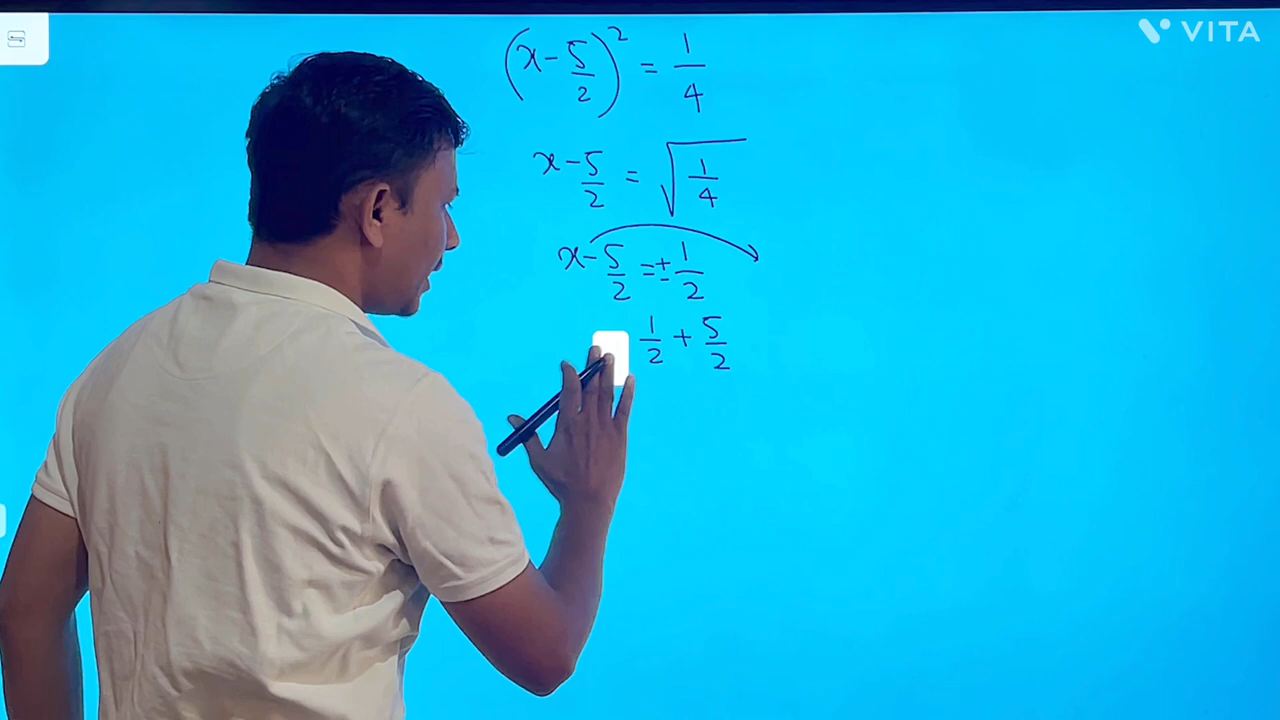 VITA
(x - 5/2)² = 1/4
x - 5/2 = √(1/4)
x - 5/2 = ± 1/2
1/2 + 5/2